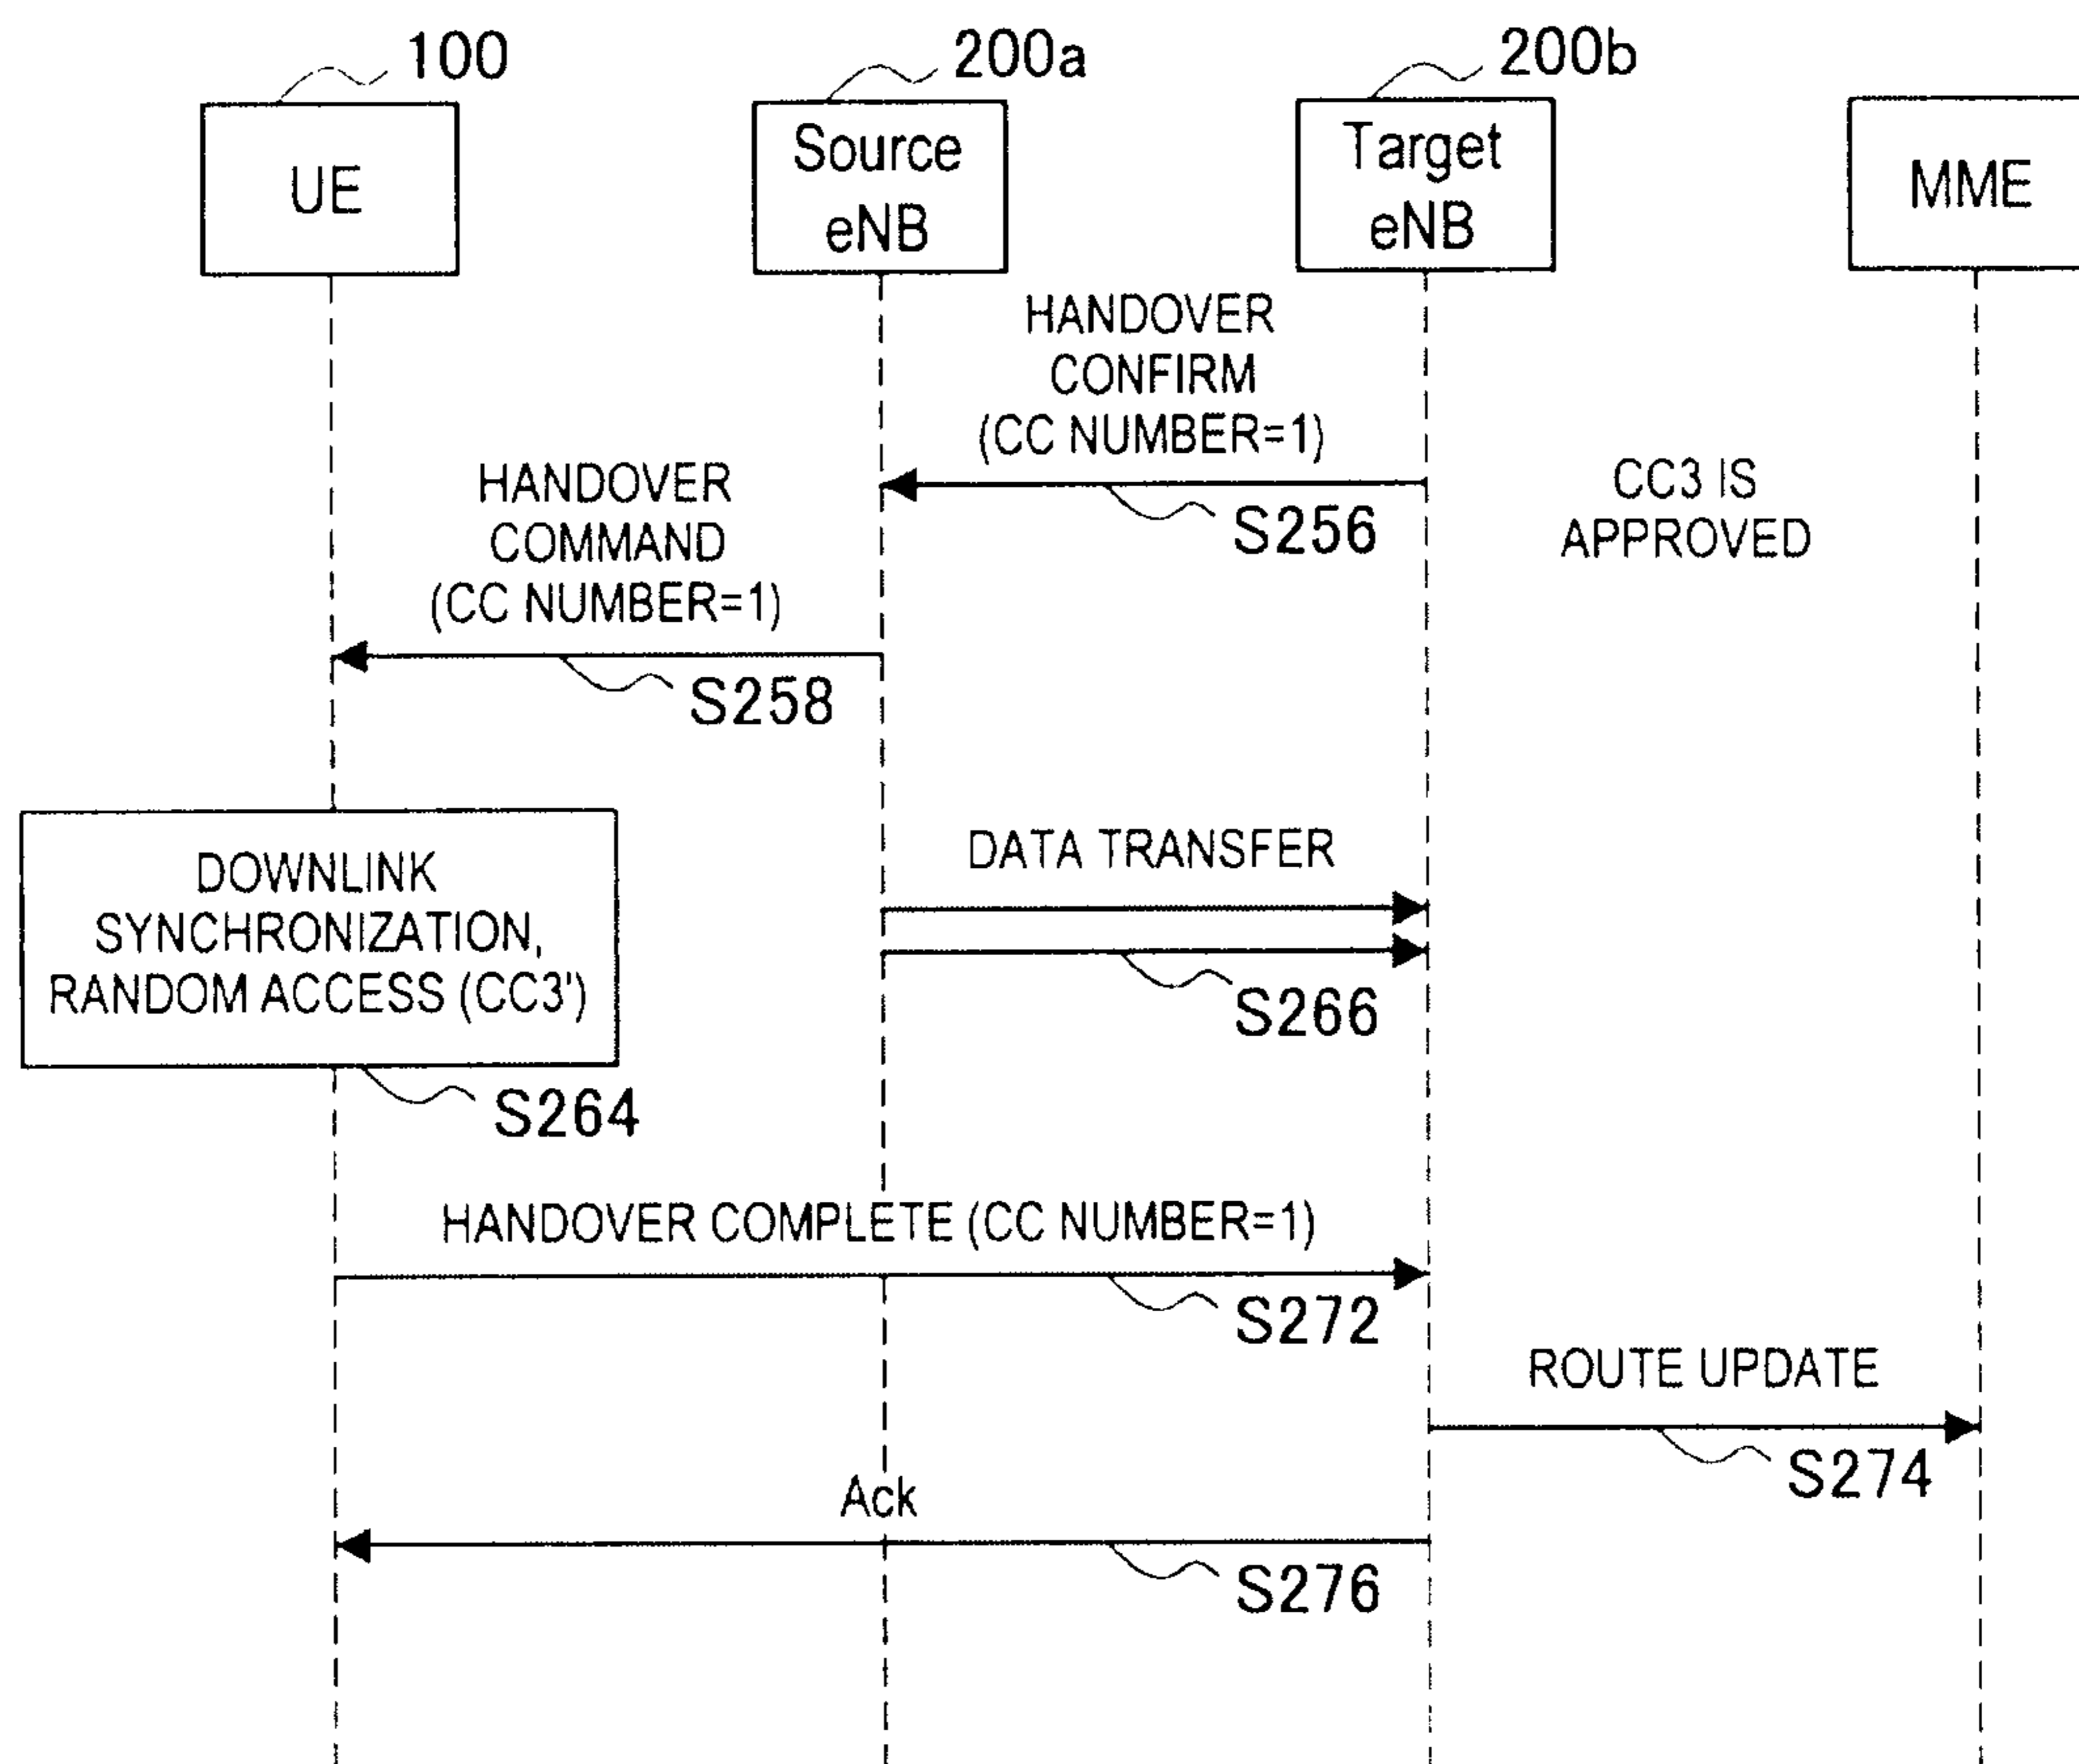 100
200a
200b
UE
Source
eNB
Target
eNB
MME
HANDOVER
CONFIRM
(CC NUMBER=1)
S256
CC3 IS
APPROVED
HANDOVER
COMMAND
(CC NUMBER=1)
S258
DOWNLINK
SYNCHRONIZATION,
RANDOM ACCESS (CC3')
S264
DATA TRANSFER
S266
HANDOVER COMPLETE (CC NUMBER=1)
S272
ROUTE UPDATE
S274
Ack
S276